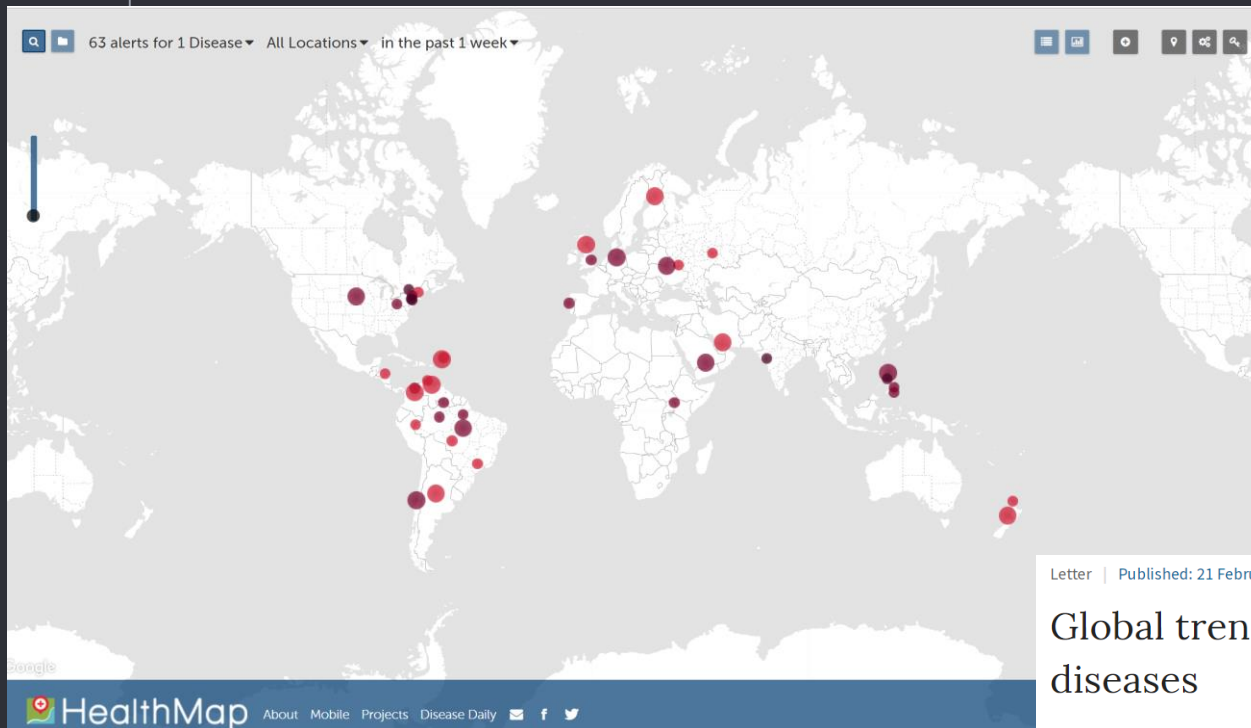 63 alerts for 1 Disease All Locations in the past 1 week
Letter | Published: 21 Febru
Global tren
diseases
Google
HealthMap About Mobile Projects Disease Daily